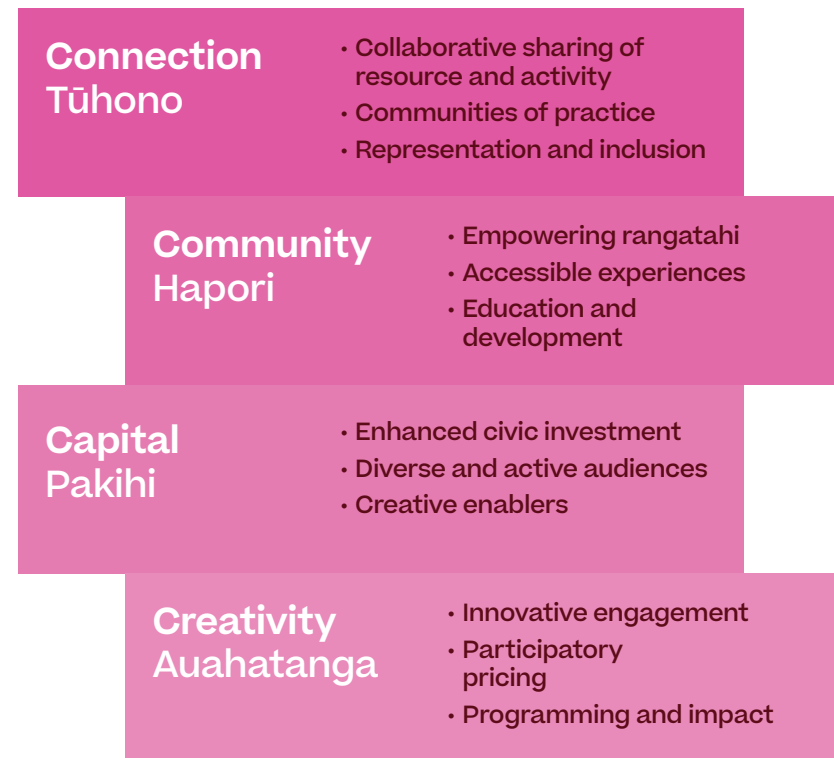 Connection
Tūhono
• Collaborative sharing of
resource and activity
• Communities of practice
• Representation and inclusion
Community
Hapori
• Empowering rangatahi
• Accessible experiences
• Education and
development
Capital
Pakihi
• Enhanced civic investment
• Diverse and active audiences
• Creative enablers
Creativity
Auahatanga
• Innovative engagement
• Participatory
pricing
• Programming and impact